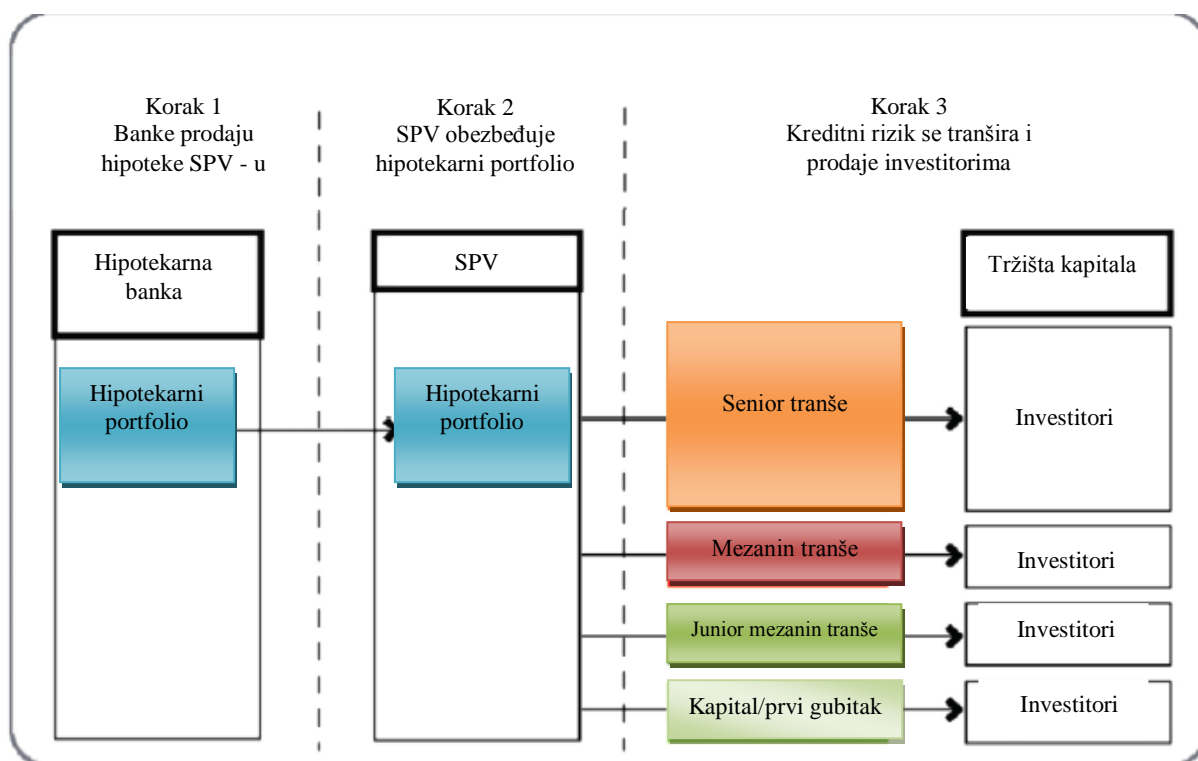 Korak 1
Banke prodaju
hipoteke SPV - u
Korak 2
SPV obezbeđuje
hipotekarni portfolio
Korak 3
Kreditni rizik se tranšira i
prodaje investitorima
Hipotekarna
banka
SPV
Tržišta kapitala
Hipotekarni
portfolio
Hipotekarni
portfolio
Senior tranše
Investitori
Mezanin tranše
Investitori
Junior mezanin tranše
Investitori
Kapital/prvi gubitak
Investitori